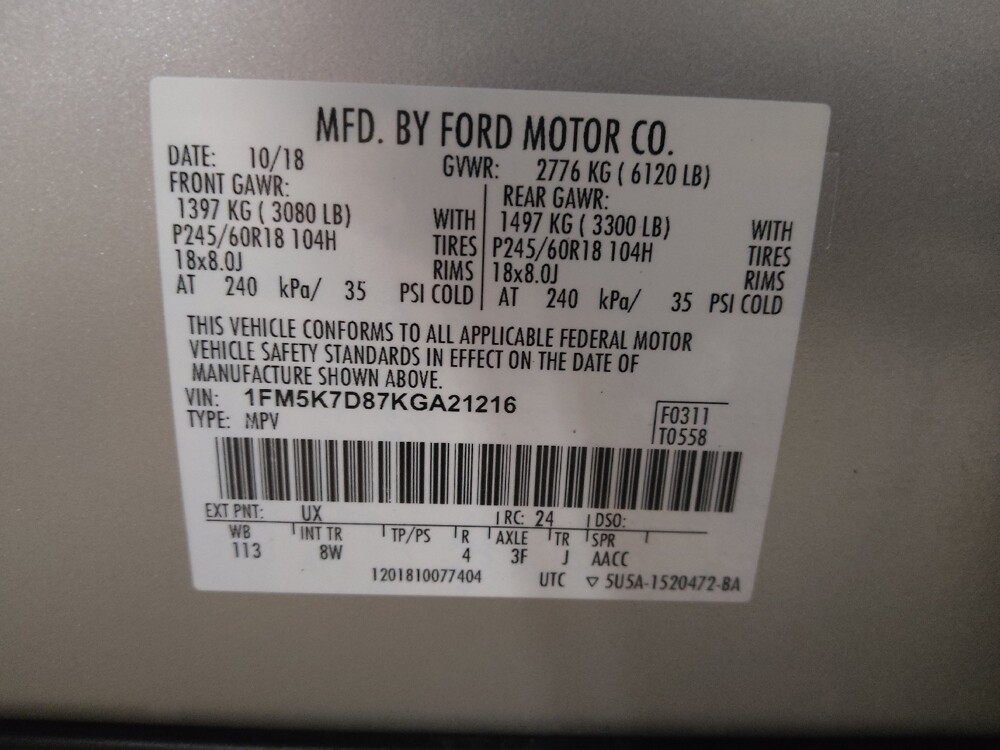 MFD. BY FORD MOTOR CO.
DATE: 10/18 GVWR: 2776 KG ( 6120 LB)
FRONT GAWR: REAR GAWR:
1397 KG ( 3080 LB) WITH 1497 KG ( 3300 LB) WITH
P245/60R18 104H TIRES P245/60R18 104H TIRES
18x8.0J RIMS 18x8.0J RIMS
AT 240 kPa/ 35 PSI COLD AT 240 kPa/ 35 PSI COLD
THIS VEHICLE CONFORMS TO ALL APPLICABLE FEDERAL MOTOR
VEHICLE SAFETY STANDARDS IN EFFECT ON THE DATE OF
MANUFACTURE SHOWN ABOVE.
VIN: 1FM5K7D87KGA21216 F0311
TYPE: MPV T0558
EXT PNT: UX RC: 24 DSO:
WB INT TR TP/PS R AXLE TR SPR
113 8W 4 3F J AACC
1201810077404 UTC ▽ 5U5A-1520472-BA